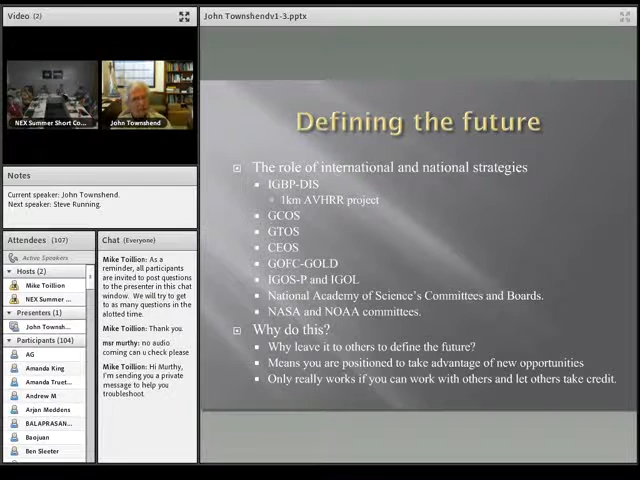 Video (2)
NEX Summer Short Co...
John Townshend
Notes
Current speaker: John Townshend.
Next speaker: Steve Running.
Attendees (107)
Active Speakers
Hosts (2)
Mike Toillion
NEX Summer ...
Presenters (1)
John Townsh...
Participants (104)
AG
Amanda King
Amanda Truet...
Andrew M
Arjan Meddens
BALAPRASAN...
Baojuan
Ben Sleeter
Chat (Everyone)
Mike Toillion: As a
reminder, all participants
are invited to post questions
to the presenter in this chat
window. We will try to get
to as many questions in the
alotted time.
Mike Toillion: Thank you.
msr murthy: no audio
coming can u check please
Mike Toillion: Hi Murthy,
I'm sending you a private
message to help you
troubleshoot.
John Townshendv1-3.pptx
Defining the future
The role of international and national strategies
IGBP-DIS
1km AVHRR project
GCOS
GTOS
CEOS
GOFC-GOLD
IGOS-P and IGOL
National Academy of Science's Committees and Boards.
NASA and NOAA committees.
Why do this?
Why leave it to others to define the future?
Means you are positioned to take advantage of new opportunities
Only really works if you can work with others and let others take credit.